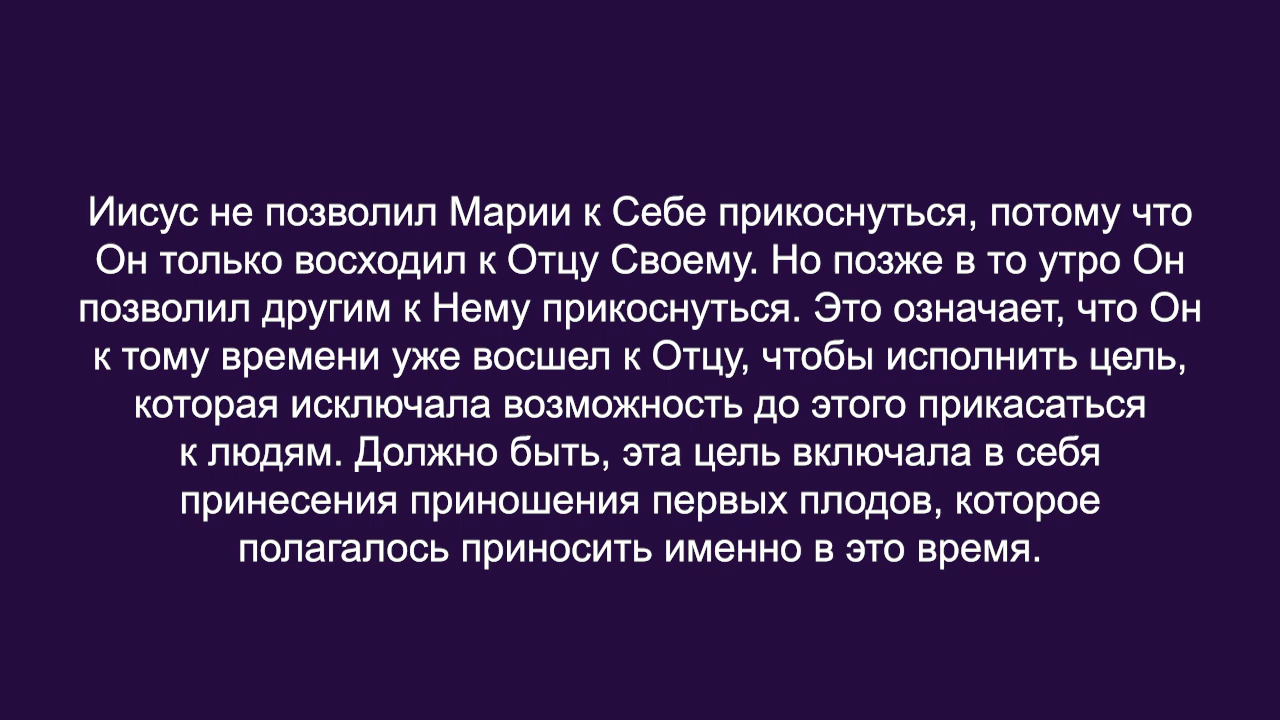 Иисус не позволил Марии к Себе прикоснуться, потому что
Он только восходил к Отцу Своему. Но позже в то утро Он
позволил другим к Нему прикоснуться. Это означает, что Он
к тому времени уже восшел к Отцу, чтобы исполнить цель,
которая исключала возможность до этого прикасаться
к людям. Должно быть, эта цель включала в себя
принесения приношения первых плодов, которое
полагалось приносить именно в это время.